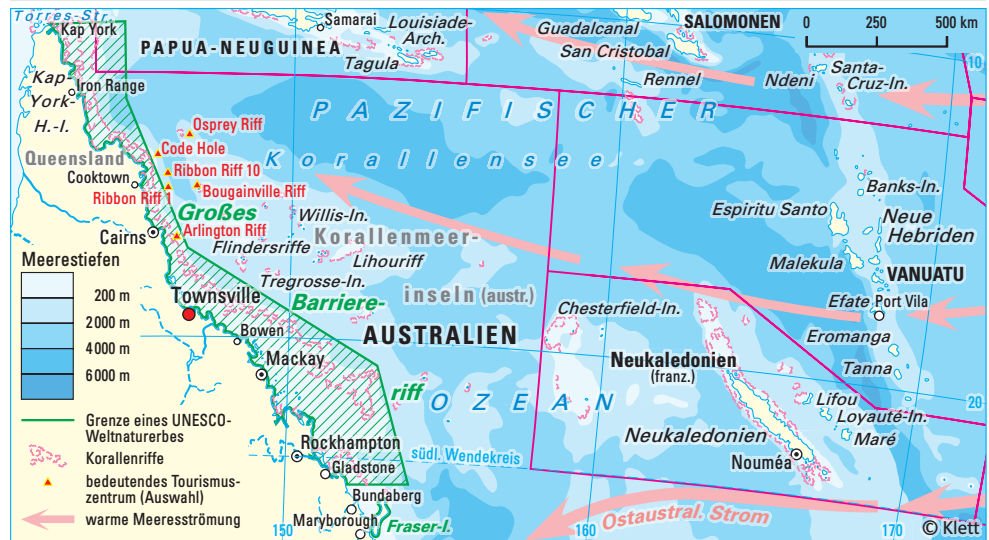 Torres-Str.
Kap York
PAPUA-NEUGUINEA
Samarai
Louisiade-
Arch.
Tagula
Guadalcanal
San Cristobal
Rennel
SALOMONEN
Ndeni
Santa-
Cruz-In.
0 250 500 km
10
Kap-
York-
H.-I.
Iron Range
PAZIFISCHER
Korallensee
Osprey Riff
Code Hole
Ribbon Riff 10
Bougainville Riff
Ribbon Riff 1
Queensland
Cooktown
Großes
Arlington Riff
Cairns
Willis-In.
Flindersriffe
Korallenmeer-
Lihouriff
Tregrosse-In.
inseln (austr.)
Barriere-
riff
Banks-In.
Espiritu Santo
Neue
Hebriden
Malekula
VANUATU
Efate
Port Vila
Eromanga
Tanna
Chesterfield-In.
AUSTRALIEN
Neukaledonien
(franz.)
Lifou
Loyauté-In.
Maré
20
OZEAN
Neukaledonien
Nouméa
südl. Wendekreis
Townsville
Bowen
Mackay
Rockhampton
Gladstone
Bundaberg
Maryborough
Fraser-I.
Ostaustral. Strom
150
160
170
Meerestiefen
200 m
2000 m
4000 m
6000 m
Grenze eines UNESCO-
Weltnaturerbes
Korallenriffe
bedeutendes Tourismus-
zentrum (Auswahl)
warme Meeresströmung
© Klett